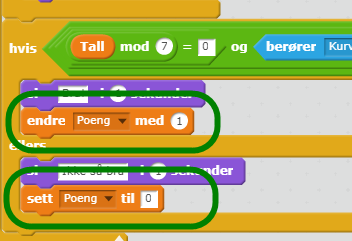 hvis Tall mod 7 = 0 og berører Kurv
sekunder
endre Poeng med 1
ellers
Ikke så bra 1 sekunder
sett Poeng til 0